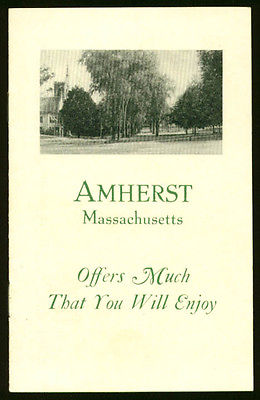 AMHERST
Massachusetts
Offers Much
That You Will Enjoy